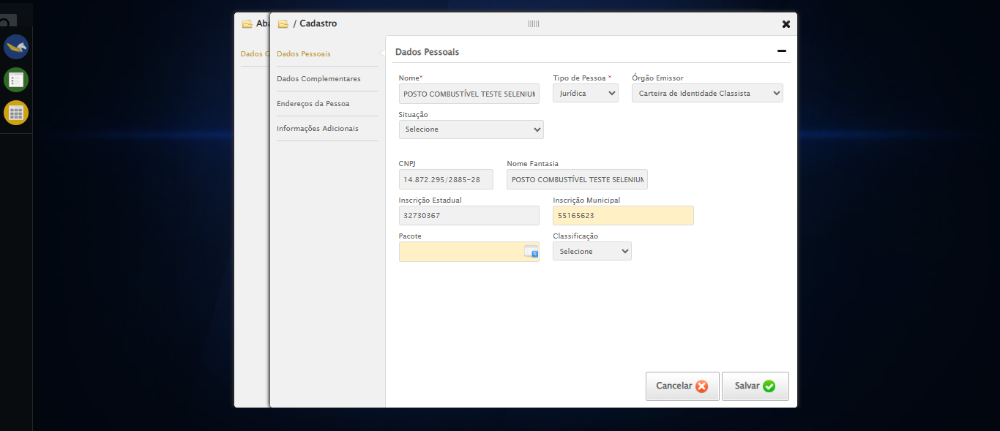 Aba
/ Cadastro
Dados Pessoais
Dados Complementares
Endereços da Pessoa
Informações Adicionais
Dados Pessoais
Nome*
Tipo de Pessoa *
Órgão Emissor
POSTO COMBUSTÍVEL TESTE SELENIUM
Jurídica
Carteira de Identidade Classista
Situação
Selecione
CNPJ
Nome Fantasia
14.872.295/2885-28
POSTO COMBUSTÍVEL TESTE SELENIUM
Inscrição Estadual
Inscrição Municipal
32730367
55165623
Pacote
Classificação
Selecione
Cancelar
Salvar